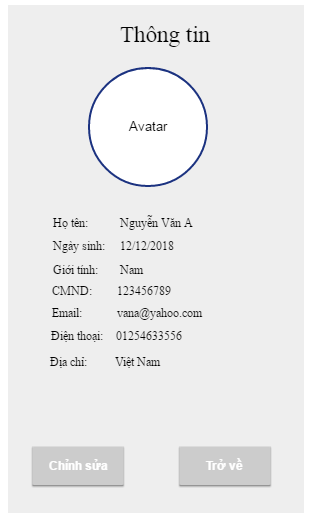 Thông tin
Avatar
Họ tên: Nguyễn Văn A
Ngày sinh: 12/12/2018
Giới tính: Nam
CMND: 123456789
Email: vana@yahoo.com
Điện thoại: 01254633556
Địa chỉ: Việt Nam
Chỉnh sửa Trở về